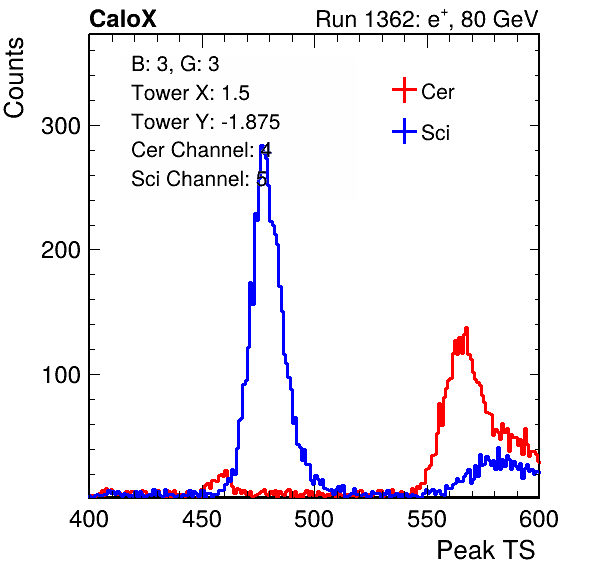 CaloX Run 1362: e⁺, 80 GeV
Counts
B: 3, G: 3
Tower X: 1.5
Tower Y: -1.875
Cer Channel: 4
Sci Channel: 5
Cer
Sci
300
200
100
400 450 500 550 600
Peak TS